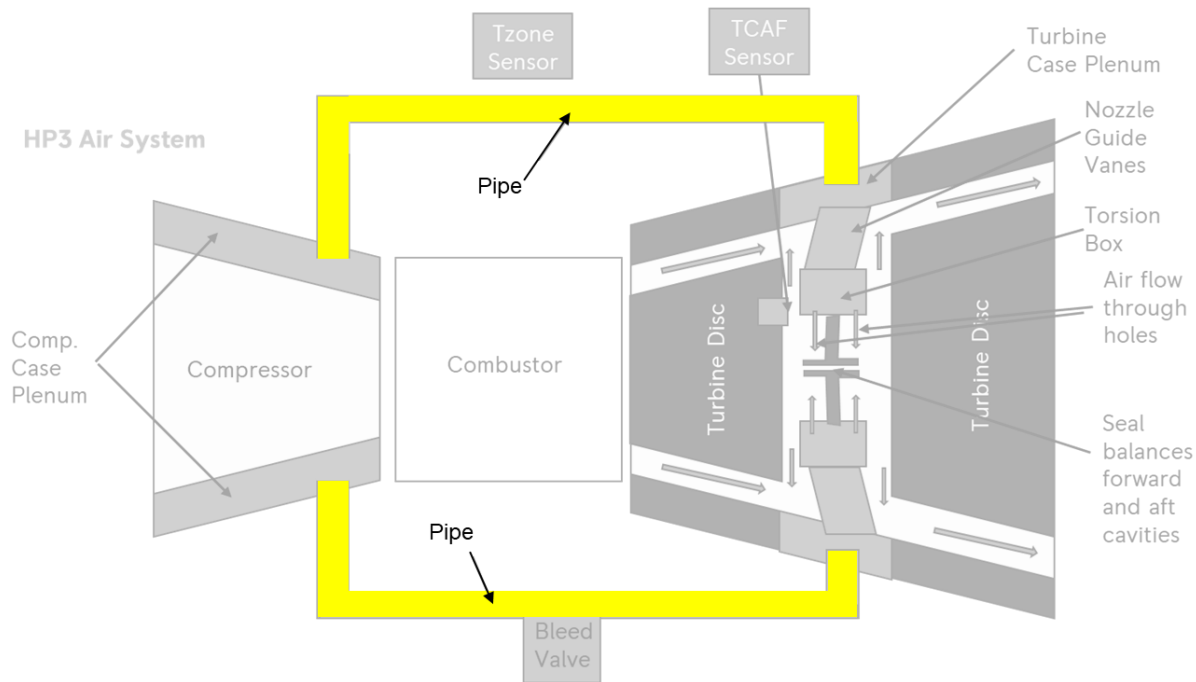 Tzone
Sensor
TCAF
Sensor
Turbine
Case Plenum
HP3 Air System
Pipe
Nozzle
Guide
Vanes
Torsion
Box
Air flow
through
holes
Comp.
Case
Plenum
Compressor
Combustor
Turbine Disc
Turbine Disc
Seal
balances
forward
and aft
cavities
Pipe
Bleed
Valve